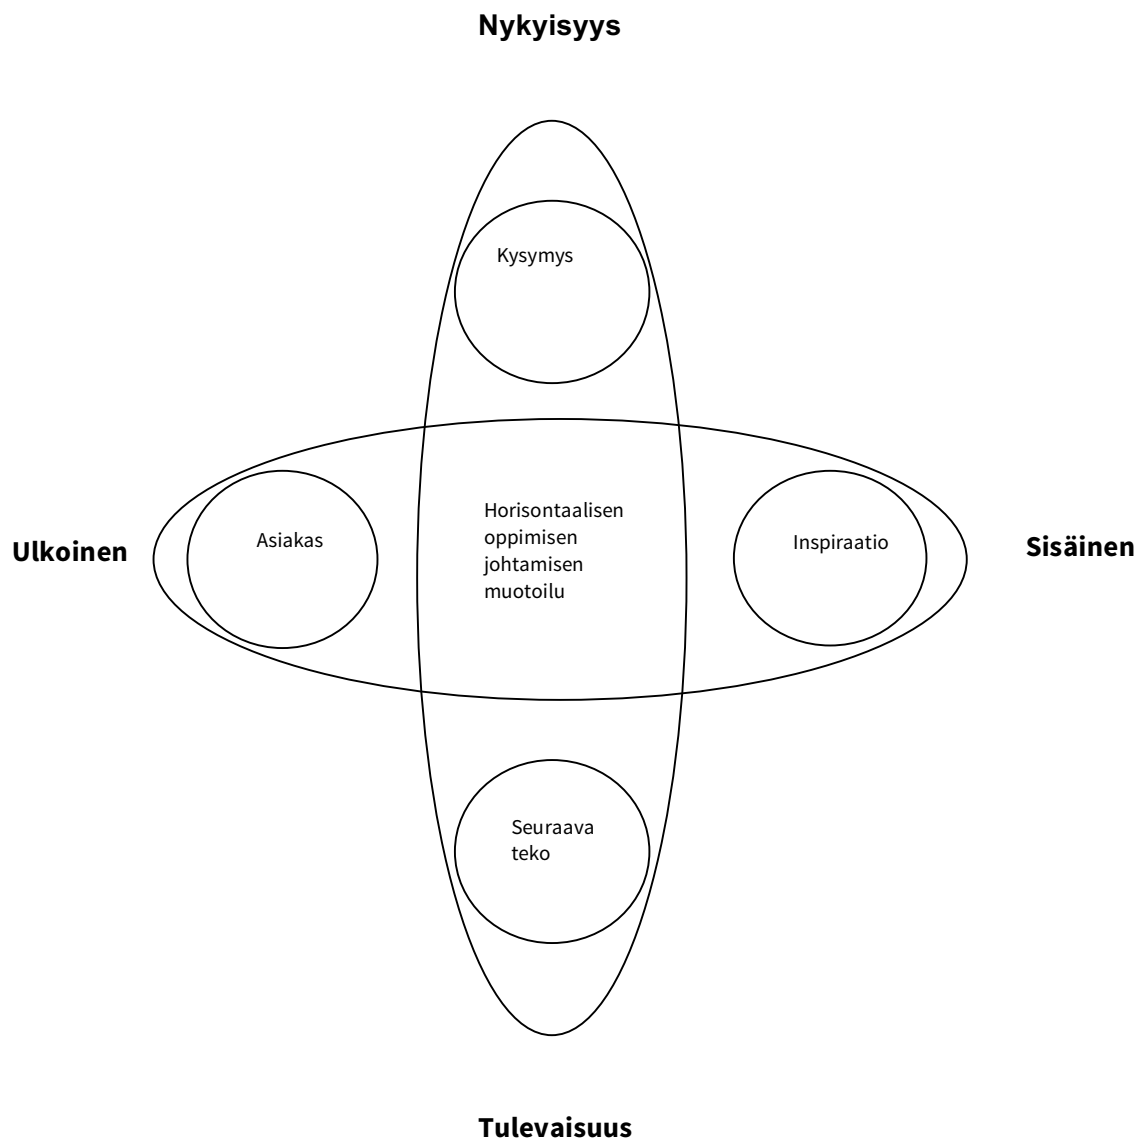 Nykyisyys
Kysymys
Ulkoinen
Asiakas
Horisontaalisen
oppimisen
johtamisen
muotoilu
Inspiraatio
Sisäinen
Seuraava
teko
Tulevaisuus